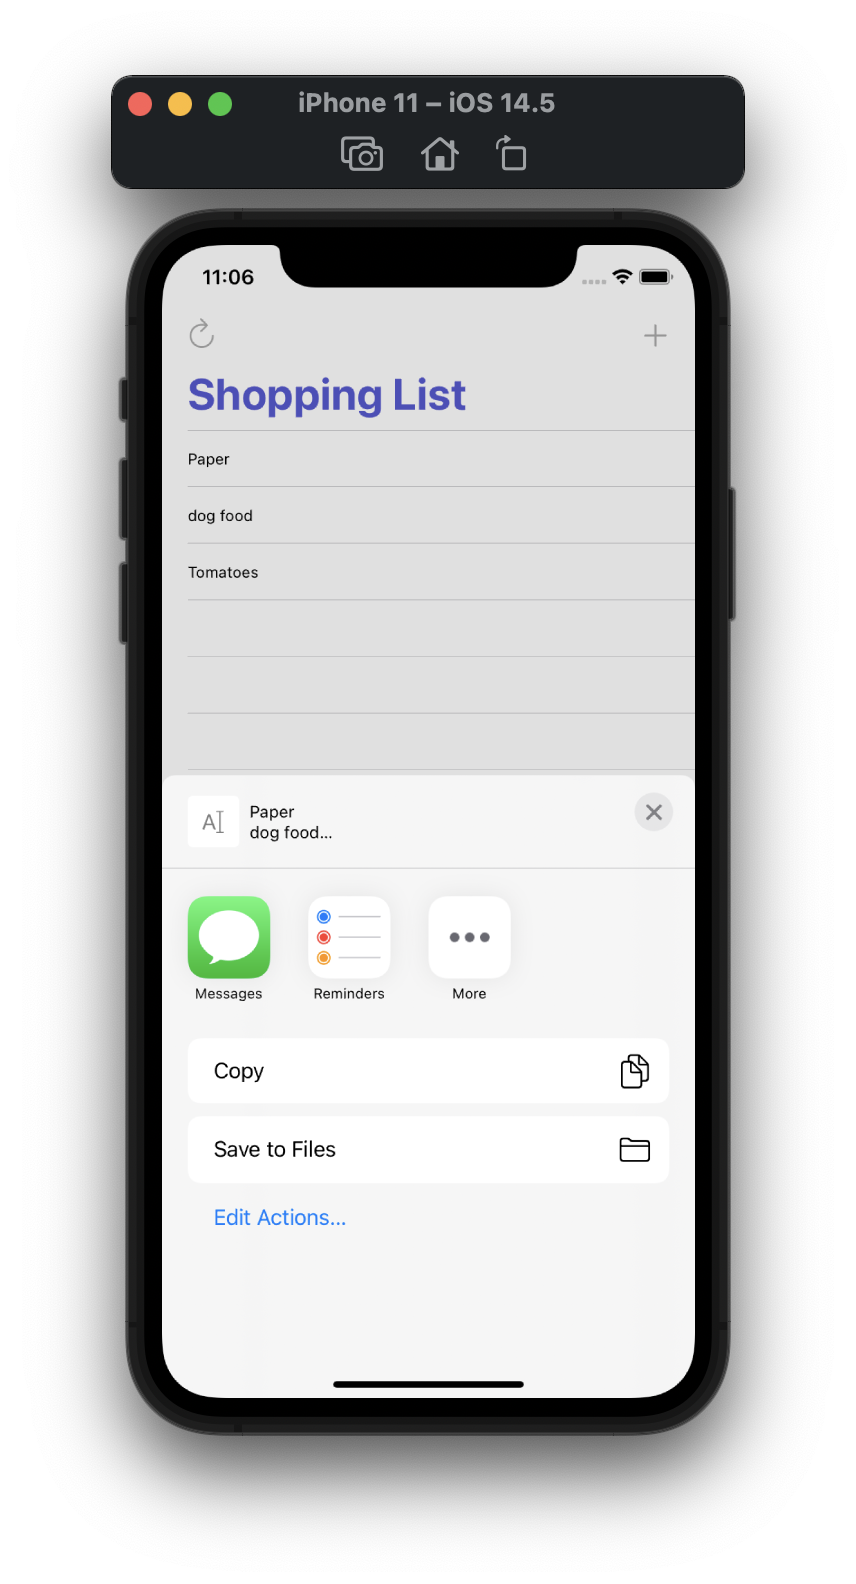 iPhone 11 – iOS 14.5
11:06
Shopping List
Paper
dog food
Tomatoes
A
Paper
dog food...
Messages
Reminders
More
Copy
Save to Files
Edit Actions...